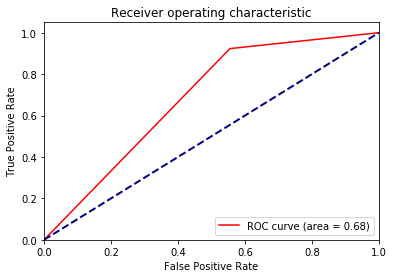 Receiver operating characteristic
True Positive Rate
1.0
0.8
0.6
0.4
0.2
0.0
0.0 0.2 0.4 0.6 0.8 1.0
False Positive Rate
ROC curve (area = 0.68)